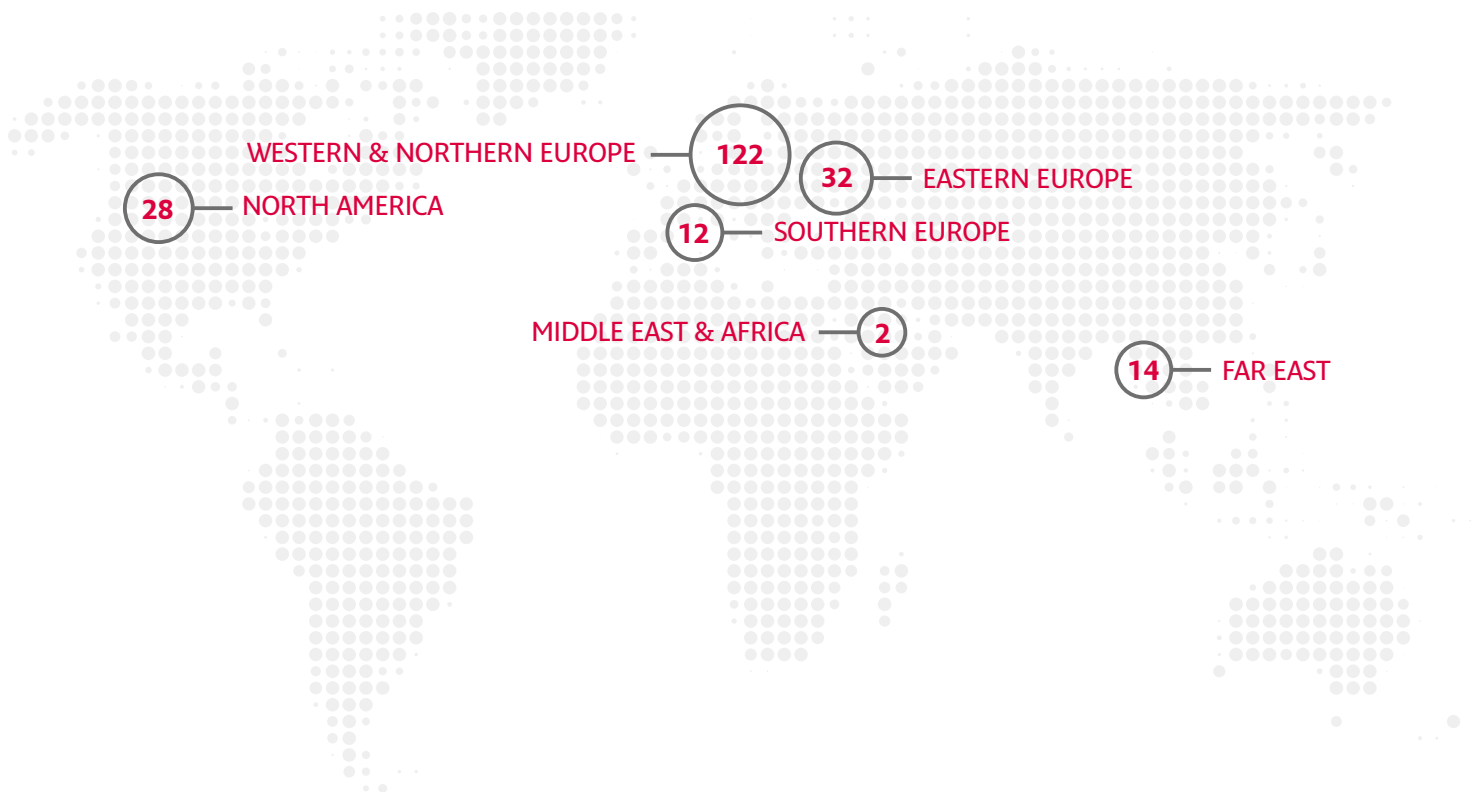 WESTERN & NORTHERN EUROPE 122
32 EASTERN EUROPE
28 NORTH AMERICA
12 SOUTHERN EUROPE
MIDDLE EAST & AFRICA 2
14 FAR EAST